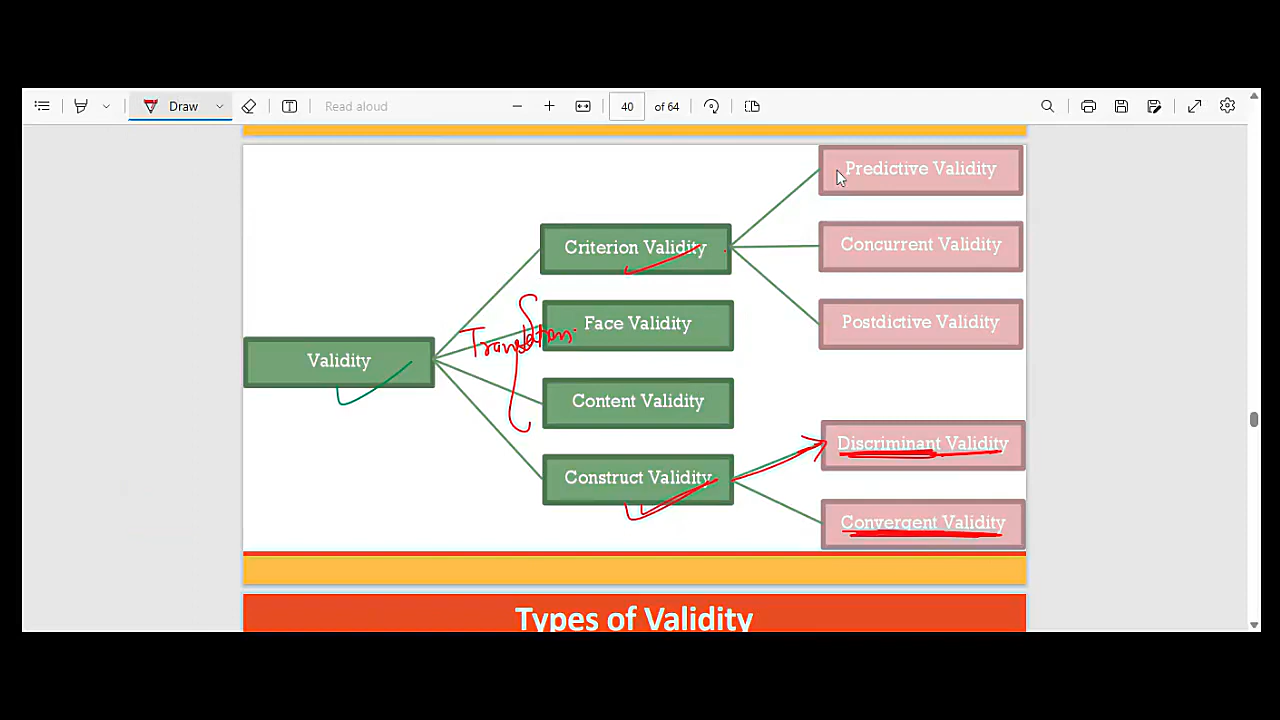 Draw
Read aloud
40 of 64
Predictive Validity
Criterion Validity
Concurrent Validity
Face Validity
Postdictive Validity
Translation
Validity
Content Validity
Discriminant Validity
Construct Validity
Convergent Validity
Types of Validity